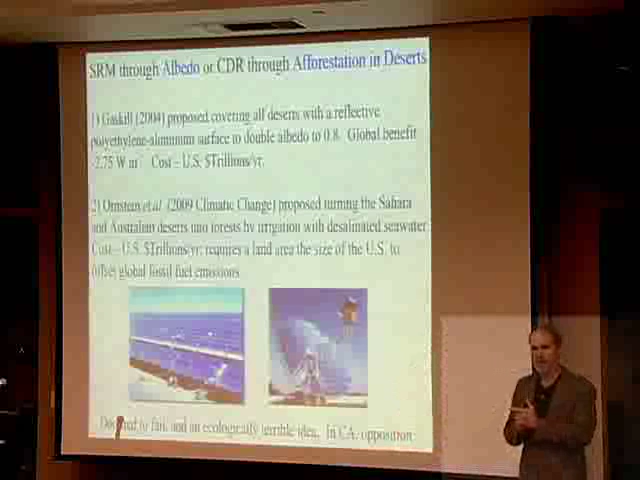 SRM through Albedo or CDR through Afforestation in Deserts
1) Gaskill (2004) proposed covering all deserts with a reflective
polyethylene-aluminum surface to double albedo to 0.8. Global benefit
-2.75 W m Cost – U.S. $Trillions/yr.
2) Ornstein et al. (2009 Climatic Change) proposed turning the Sahara
and Australian deserts into forests by irrigation with desalinated seawater
Cost – U.S. $Trillions/yr; requires a land area the size of the U.S. to
offset global fossil fuel emissions
to fail, and an ecologically terrible idea. In CA, opposition